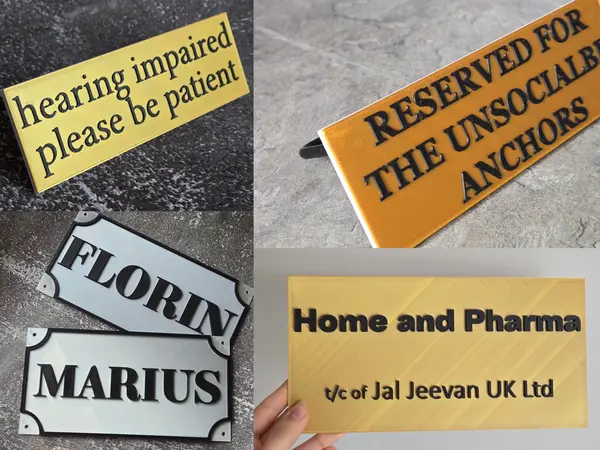 hearing impaired
please be patient
RESERVED FOR
THE UNSOCIALBE
ANCHORS
FLORIN
MARIUS
Home and Pharma
t/c of Jal Jeevan UK Ltd